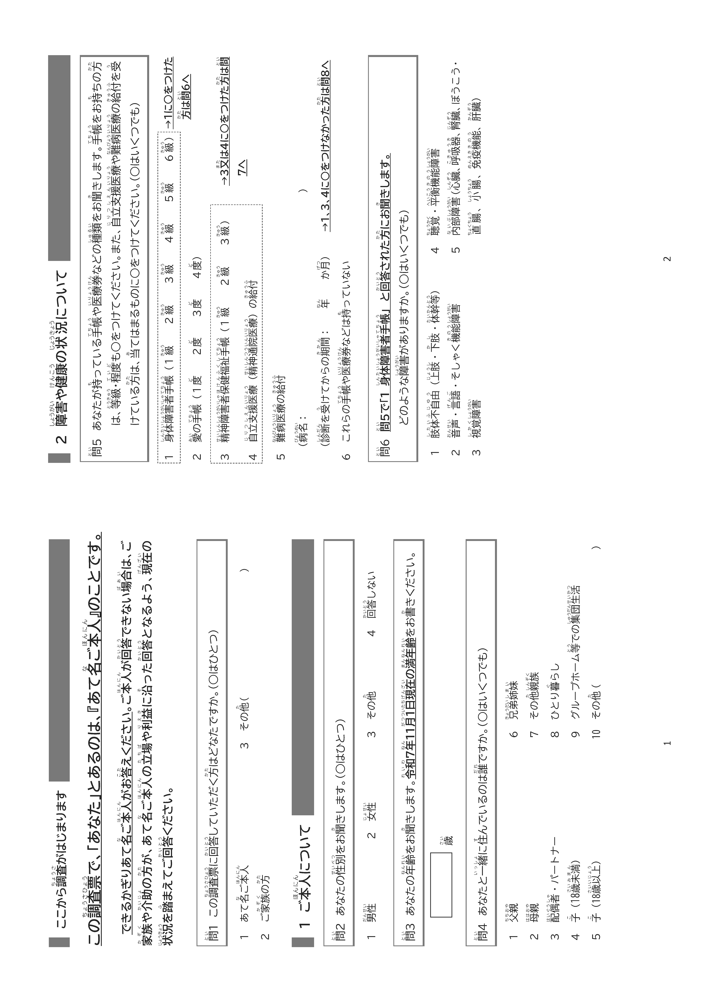 ここから調査がはじまります
この調査票で、「あなた」とあるのは、『あて名ご本人』のことです。
できるかぎりあて名ご本人がお答えください。ご本人が回答できない場合は、ご
家族や介助の方が、あて名ご本人の立場や利益に沿った回答となるよう、現在の
状況を踏まえてご回答ください。
問1　この調査票に回答していただく方はどなたですか。(〇はひとつ)
1　あて名ご本人　3　その他(　　　)
2　ご家族の方
1　ご本人について
問2　あなたの性別をお聞きします。(〇はひとつ)
1　男性　2　女性　3　その他　4　回答しない
問3　あなたの年齢をお聞きします。令和7年11月1日現在の満年齢をお書きください。
歳
問4　あなたと一緒に住んでいるのは誰ですか。(〇はいくつでも)
1　父親　6　兄弟姉妹
2　母親　7　その他親族
3　配偶者・パートナー　8　ひとり暮らし
4　子（18歳未満）　9　グループホーム等での集団生活
5　子（18歳以上）　10　その他（　　　）
1
2　障害や健康の状況について
問5　あなたが持っている手帳や医療券などの種類をお聞きします。手帳をお持ちの方
は、等級・程度も〇をつけてください。また、自立支援医療や難病医療の給付を受
けている方は、当てはまるものに〇をつけてください。(〇はいくつでも)
1　身体障害者手帳（1級　2級　3級　4級　5級　6級）　→1に〇をつけた
方は問6へ
2　愛の手帳（1度　2度　3度　4度）
3　精神障害者保健福祉手帳（1級　2級　3級）　→3又は4に〇をつけた方は問
7へ
4　自立支援医療（精神通院医療）の給付
5　難病医療の給付
（病名：　　　）
（診断を受けてからの期間：　年　か月）　→1、3、4に〇をつけなかった方は問8へ
6　これらの手帳や医療券などは持っていない
問6　問5で「1 身体障害者手帳」と回答された方にお聞きします。
どのような障害がありますか。(〇はいくつでも)
1　肢体不自由（上肢・下肢・体幹等）　4　聴覚・平衡機能障害
2　音声・言語・そしゃく機能障害　5　内部障害（心臓、呼吸器、腎臓、ぼうこう・
3　視覚障害　直腸、小腸、免疫機能、肝臓）
2